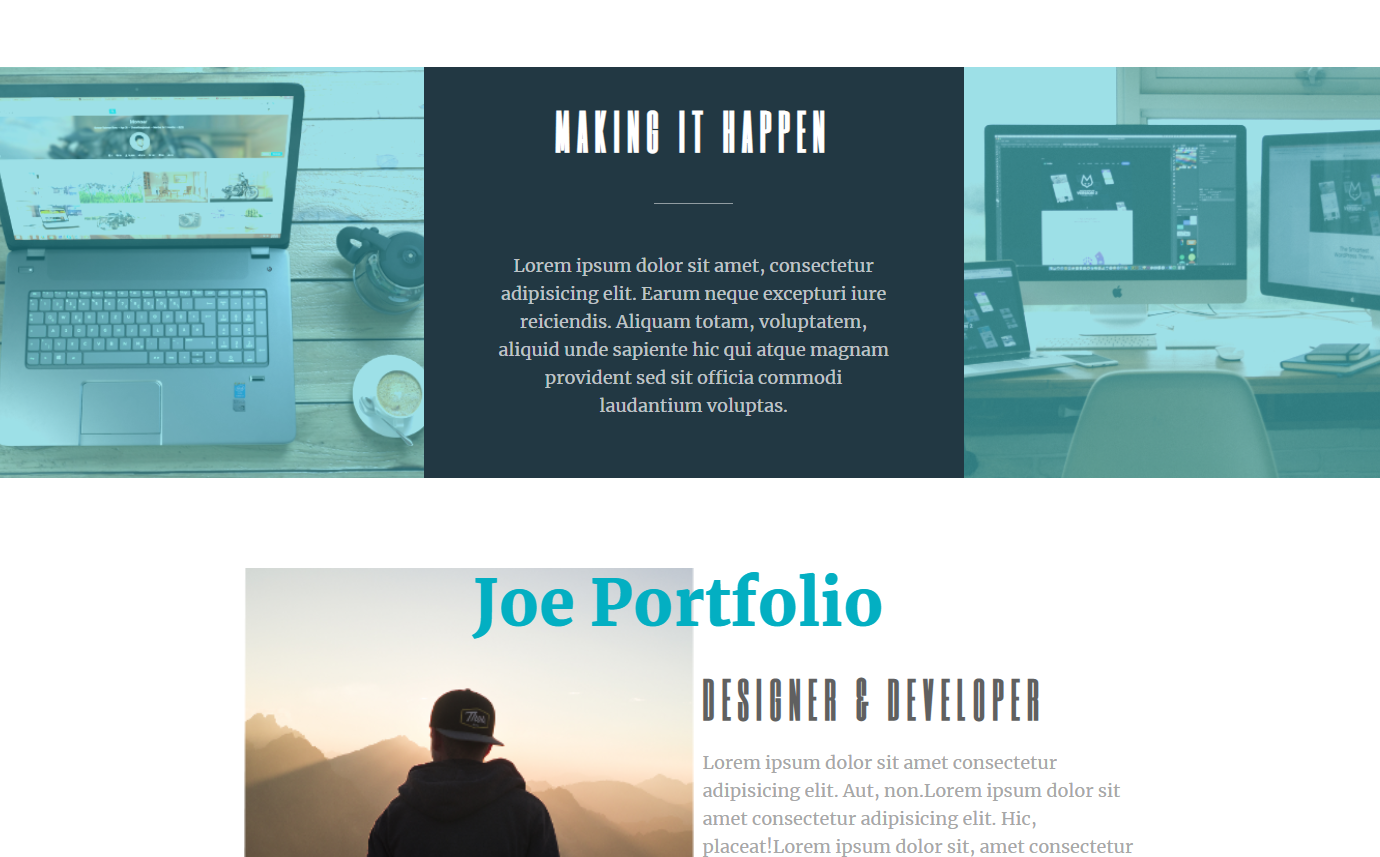 MAKING IT HAPPEN
Lorem ipsum dolor sit amet, consectetur
adipisicing elit. Earum neque excepturi iure
reiciendis. Aliquam totam, voluptatem,
aliquid unde sapiente hic qui atque magnam
provident sed sit officia commodi
laudantium voluptas.
Joe Portfolio
DESIGNER & DEVELOPER
Lorem ipsum dolor sit amet consectetur
adipisicing elit. Aut, non.Lorem ipsum dolor sit
amet consectetur adipisicing elit. Hic,
placeat!Lorem ipsum dolor sit, amet consectetur